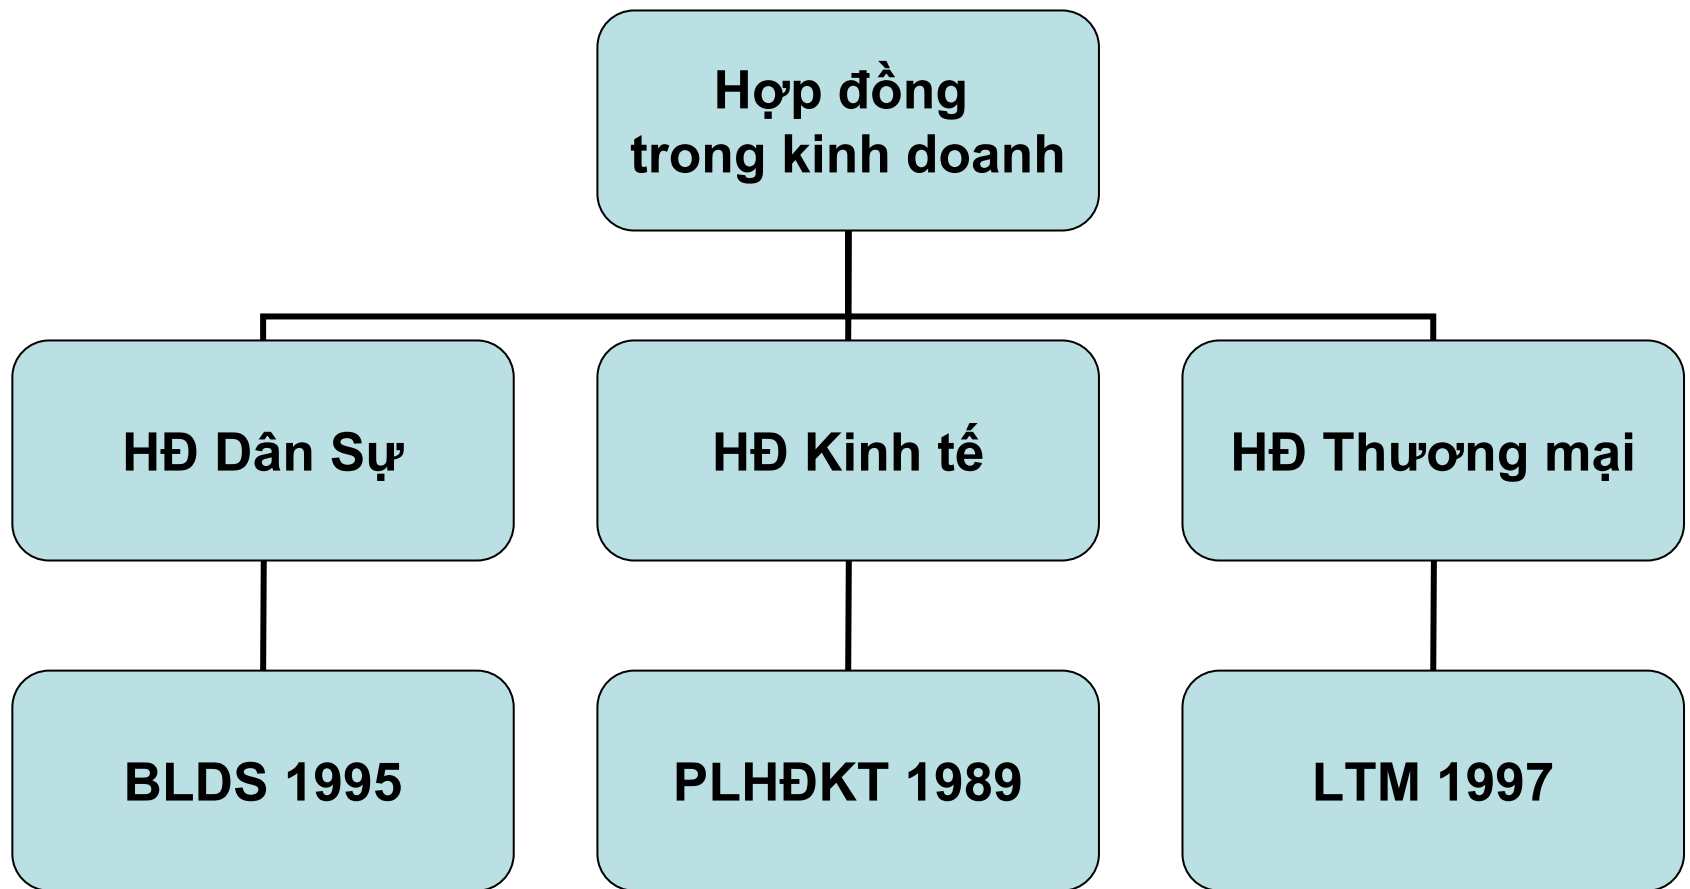 Hợp đồng
trong kinh doanh
HĐ Dân Sự
HĐ Kinh tế
HĐ Thương mại
BLDS 1995
PLHĐKT 1989
LTM 1997